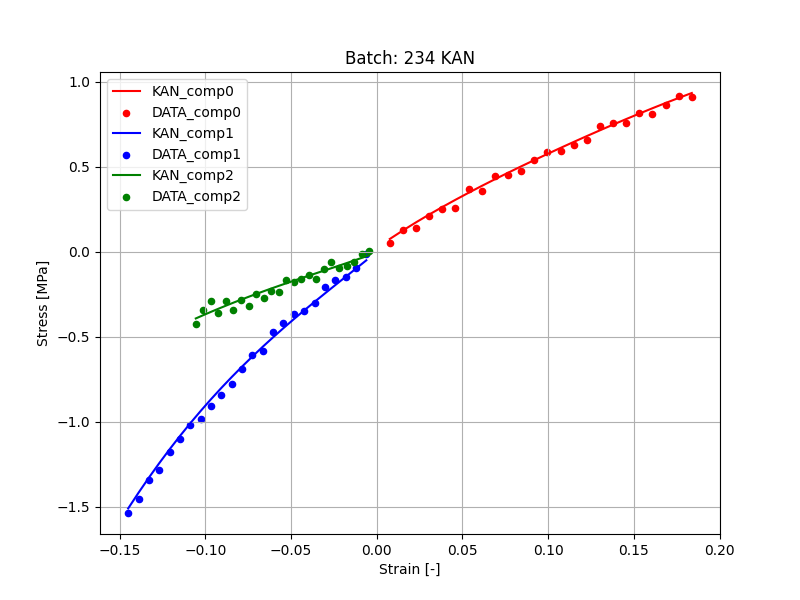 Batch: 234 KAN
KAN_comp0
DATA_comp0
KAN_comp1
DATA_comp1
KAN_comp2
DATA_comp2
1.0
0.5
0.0
−0.5
−1.0
−1.5
Stress [MPa]
−0.15 −0.10 −0.05 0.00 0.05 0.10 0.15 0.20
Strain [-]